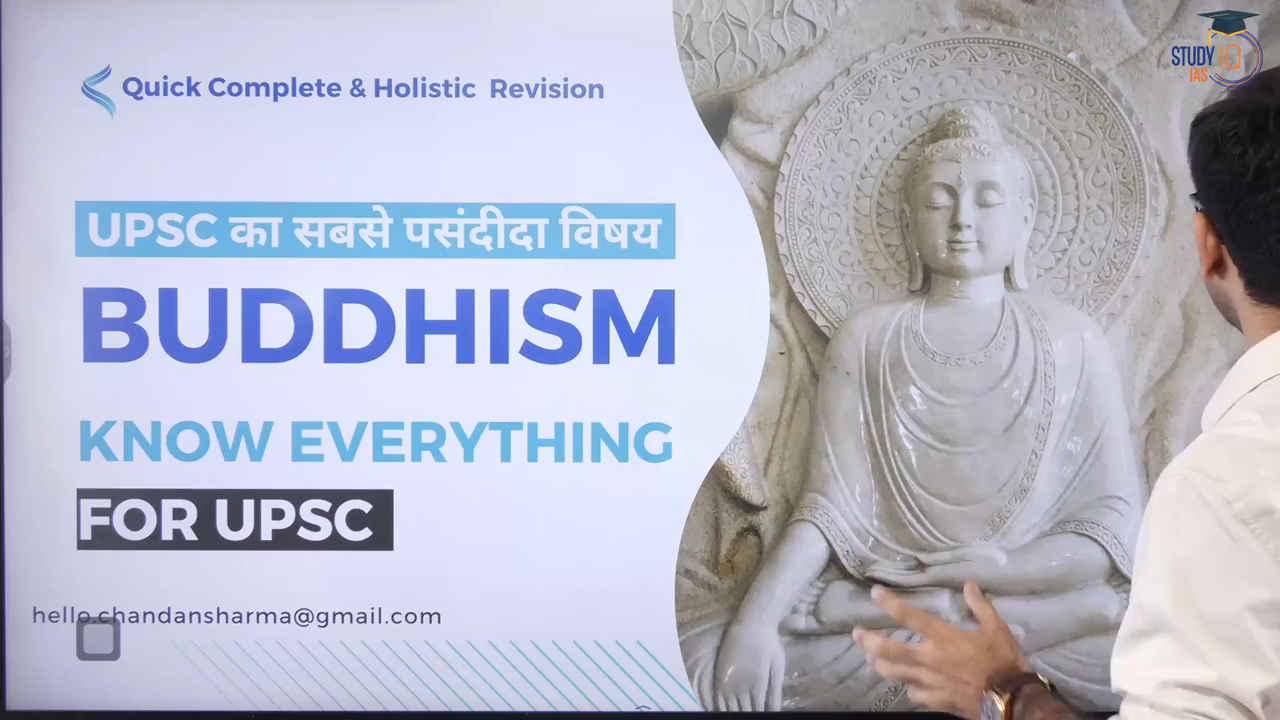 Quick Complete & Holistic Revision
UPSC का सबसे पसंदीदा विषय
BUDDHISM
KNOW EVERYTHING
FOR UPSC
hello.chandansharma@gmail.com
STUDY IQ
IAS